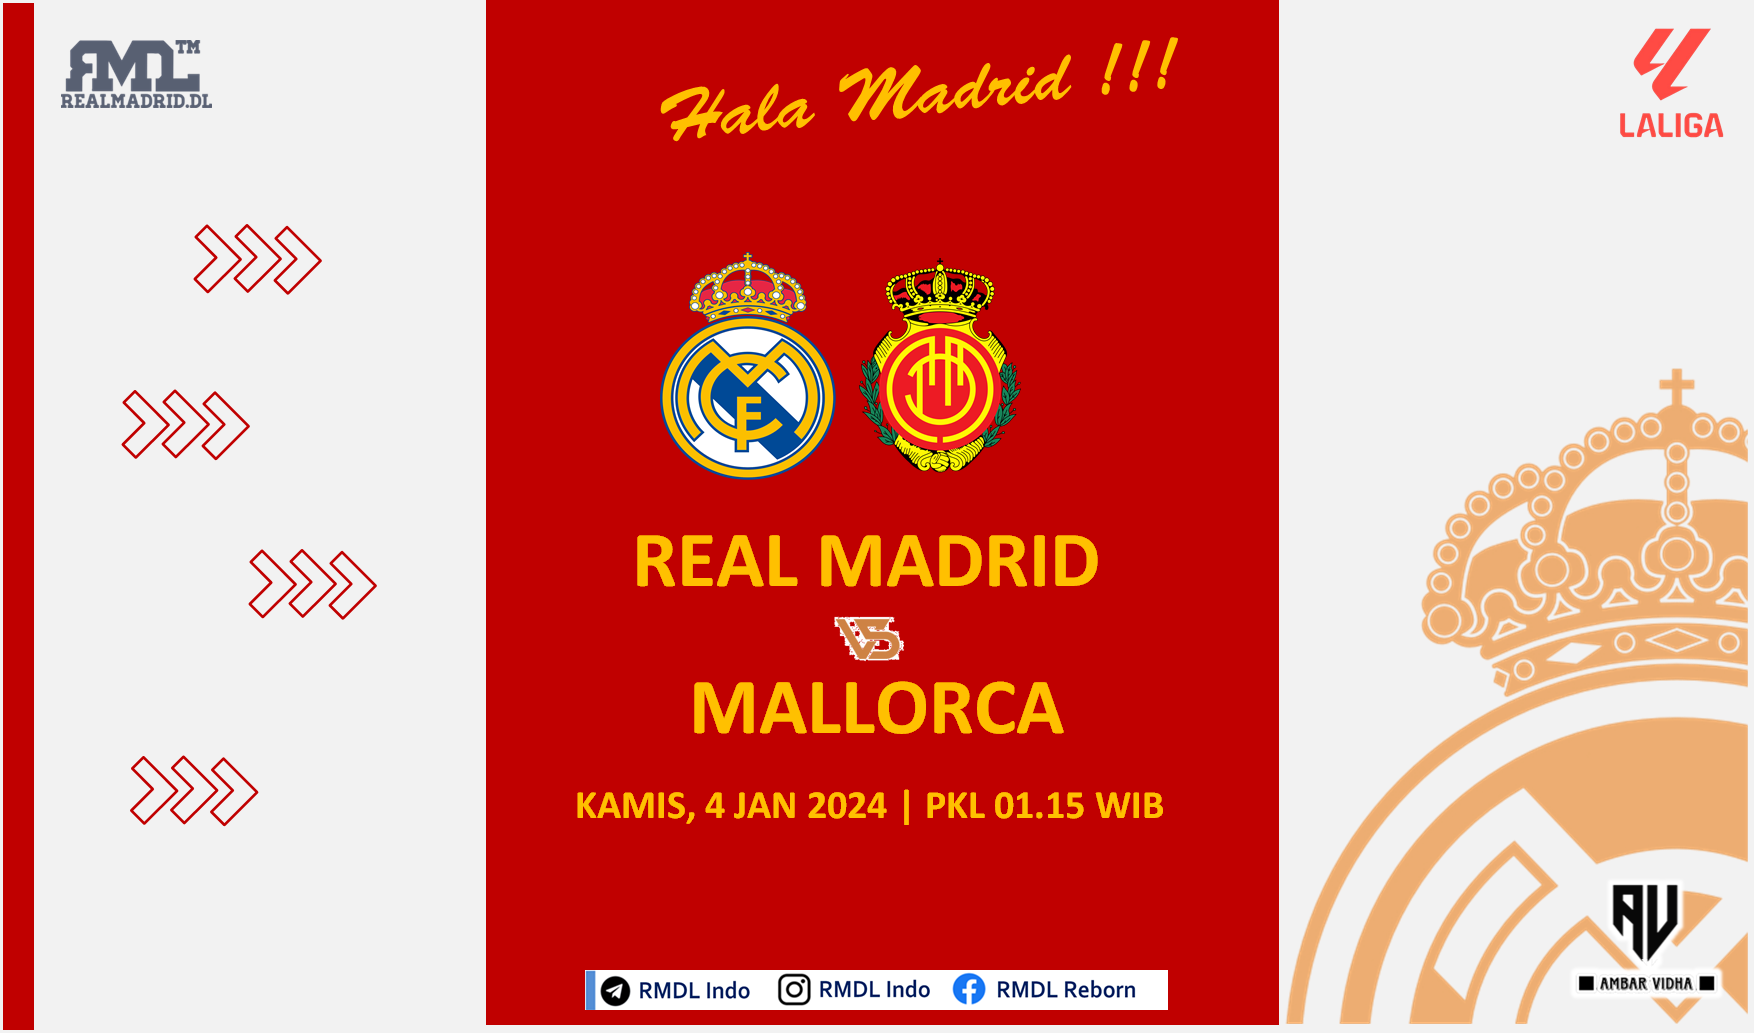 RMDL™
REALMADRID.DL
Hala Madrid !!!
LALIGA
REAL MADRID
VS
MALLORCA
KAMIS, 4 JAN 2024 | PKL 01.15 WIB
RMDL Indo RMDL Indo RMDL Reborn
AV
AMBAR VIDHA